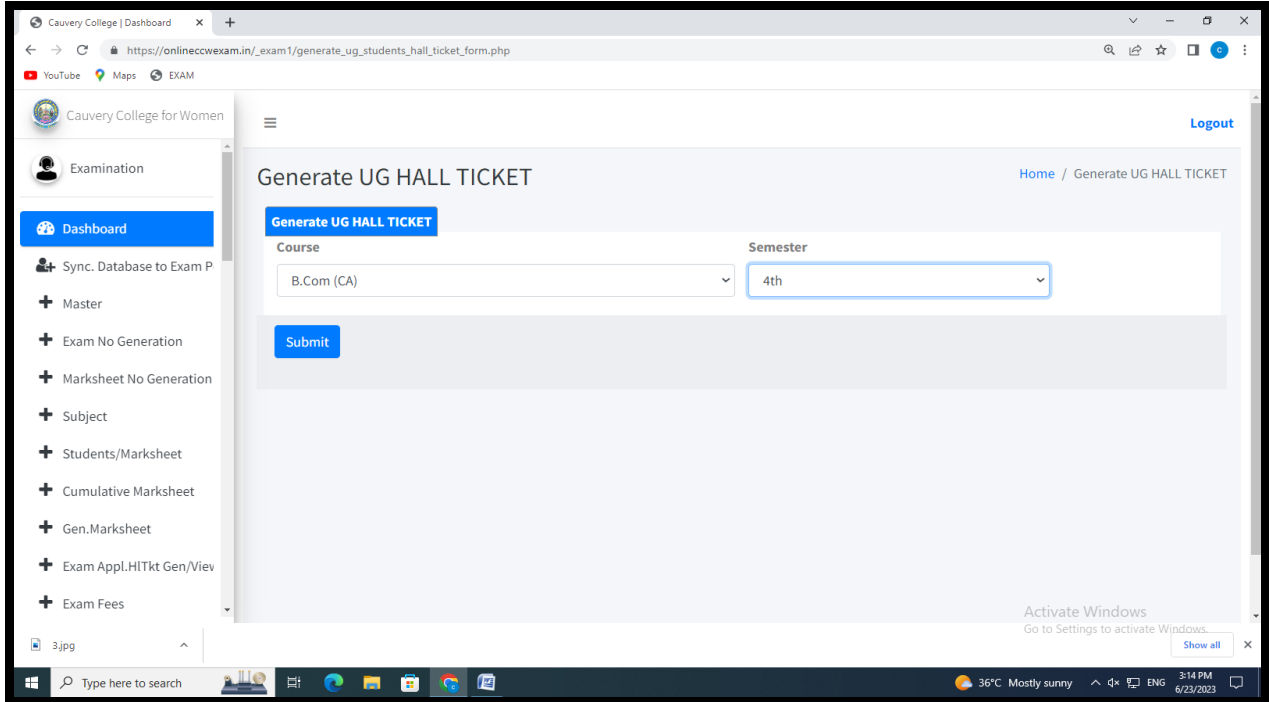 Cauvery College | Dashboard
https://onlineccwexam.in/_exam1/generate_ug_students_hall_ticket_form.php
YouTube Maps EXAM
Cauvery College for Women
Logout
Examination
Generate UG HALL TICKET
Home / Generate UG HALL TICKET
Generate UG HALL TICKET
Course Semester
B.Com (CA) 4th
Submit
Dashboard
Sync. Database to Exam P
Master
Exam No Generation
Marksheet No Generation
Subject
Students/Marksheet
Cumulative Marksheet
Gen.Marksheet
Exam Appl.HlTkt Gen/View
Exam Fees
Activate Windows
Go to Settings to activate Windows.
3.jpg
Show all
Type here to search
36°C Mostly sunny
ENG
3:14 PM
6/23/2023